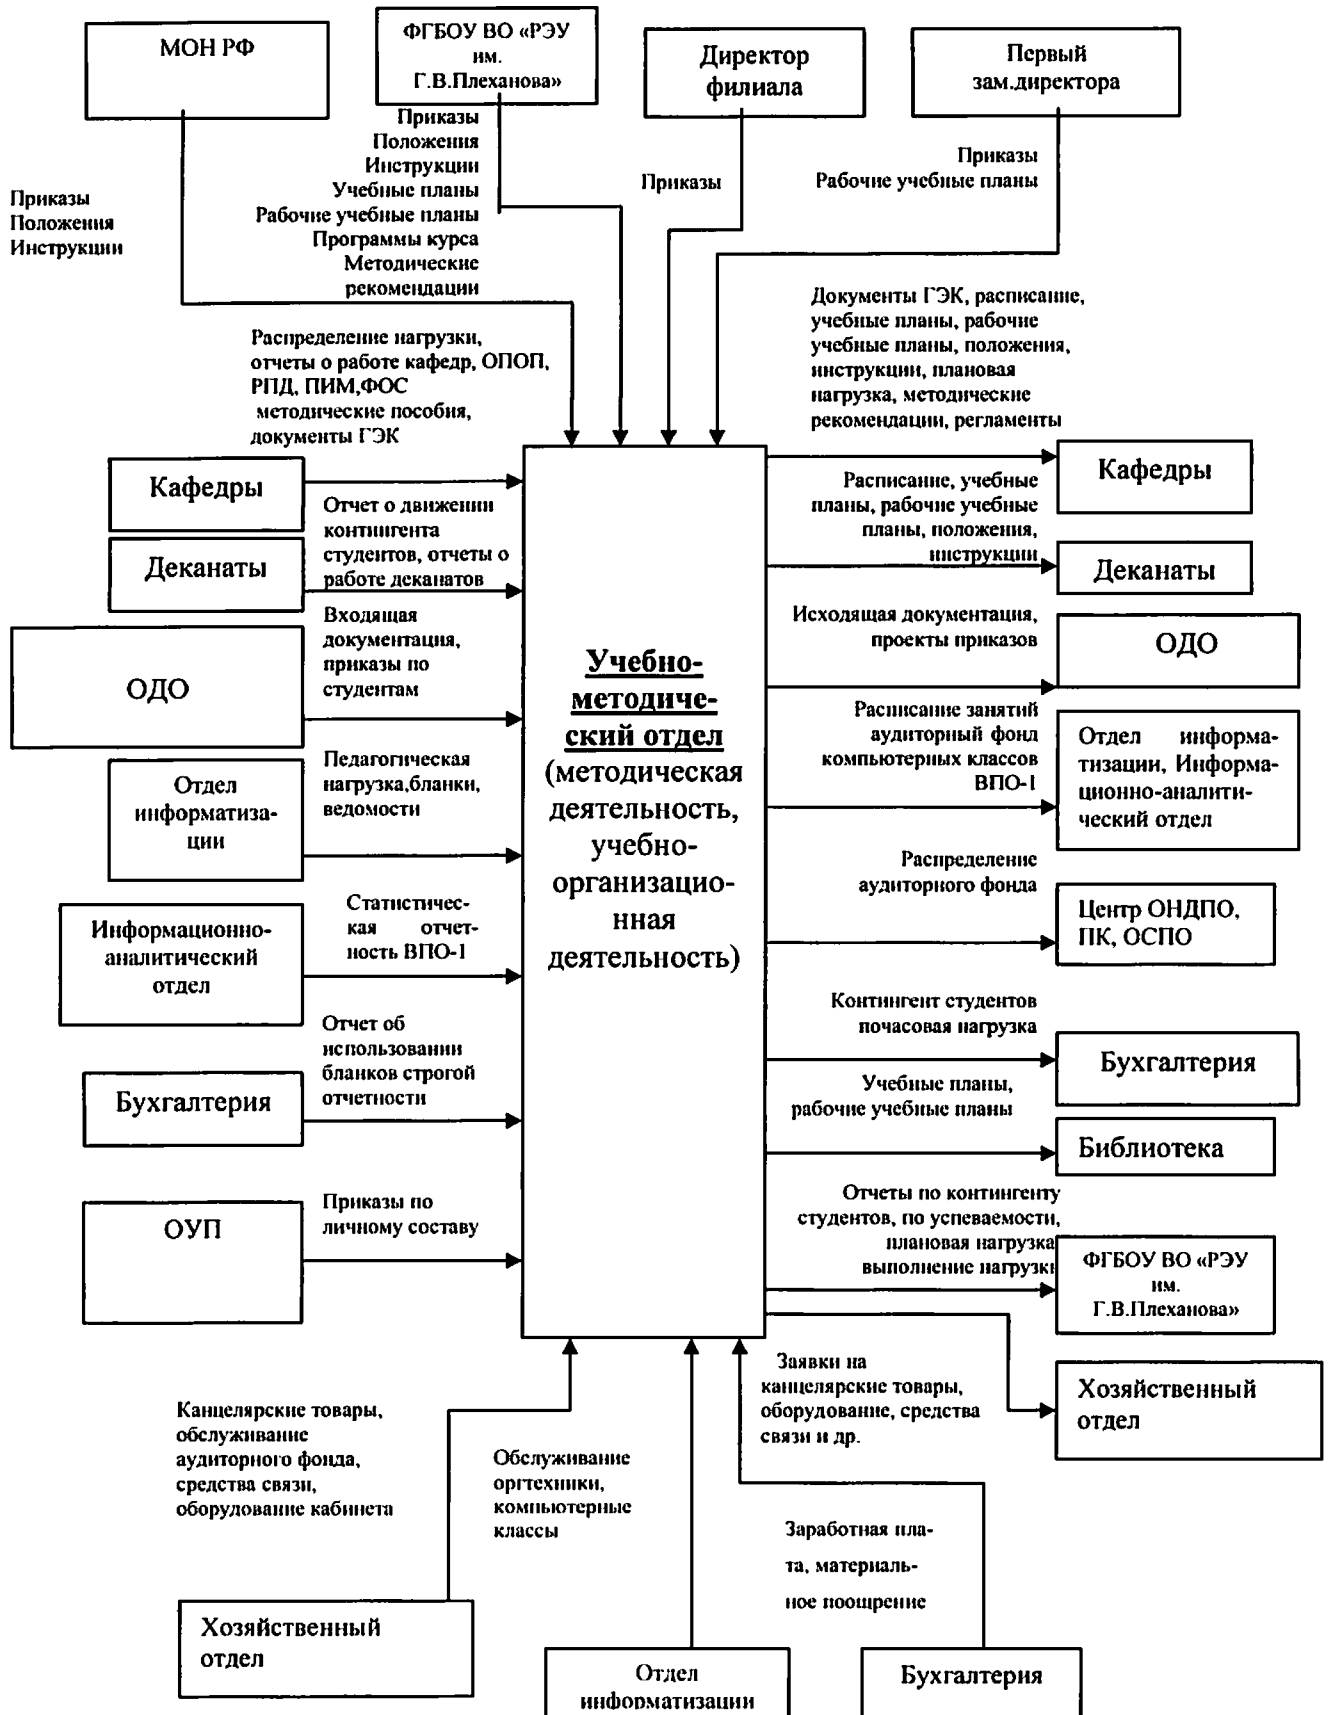 МОН РФ
ФГБОУ ВО «РЭУ
им.
Г.В.Плеханова»
Директор
филиала
Первый
зам.директора
Приказы
Положения
Инструкции
Приказы
Положения
Инструкции
Учебные планы
Рабочие учебные планы
Программы курса
Методические
рекомендации
Приказы
Приказы
Рабочие учебные планы
Распределение нагрузки,
отчеты о работе кафедр, ОПОП,
РПД, ПИМ,ФОС
методические пособия,
документы ГЭК
Документы ГЭК, расписание,
учебные планы, рабочие
учебные планы, положения,
инструкции, плановая
нагрузка, методические
рекомендации, регламенты
Кафедры
Отчет о движении
контингента
студентов, отчеты о
работе деканатов
Деканаты
Входящая
документация,
приказы по
студентам
ОДО
Педагогическая
нагрузка,бланки,
ведомости
Отдел
информатиза-
ции
Статистичес-
кая отчет-
ность ВПО-1
Информационно-
аналитический
отдел
Отчет об
использовании
бланков строгой
отчетности
Бухгалтерия
Приказы по
личному составу
ОУП
Учебно-
методиче-
ский отдел
(методическая
деятельность,
учебно-
организацио-
нная
деятельность)
Кафедры
Расписание, учебные
планы, рабочие учебные
планы, положения,
инструкции
Деканаты
Исходящая документация,
проекты приказов
ОДО
Расписание занятий
аудиторный фонд
компьютерных классов
ВПО-1
Отдел информа-
тизации, Информа-
ционно-аналити-
ческий отдел
Распределение
аудиторного фонда
Центр ОНДПО,
ПК, ОСПО
Контингент студентов
почасовая нагрузка
Бухгалтерия
Учебные планы,
рабочие учебные планы
Библиотека
Отчеты по контингенту
студентов, по успеваемости,
плановая нагрузка
выполнение нагрузки
ФГБОУ ВО «РЭУ
им.
Г.В.Плеханова»
Заявки на
канцелярские товары,
оборудование, средства
связи и др.
Хозяйственный
отдел
Канцелярские товары,
обслуживание
аудиторного фонда,
средства связи,
оборудование кабинета
Обслуживание
оргтехники,
компьютерные
классы
Заработная пла-
та, материаль-
ное поощрение
Хозяйственный
отдел
Отдел
информатизации
Бухгалтерия